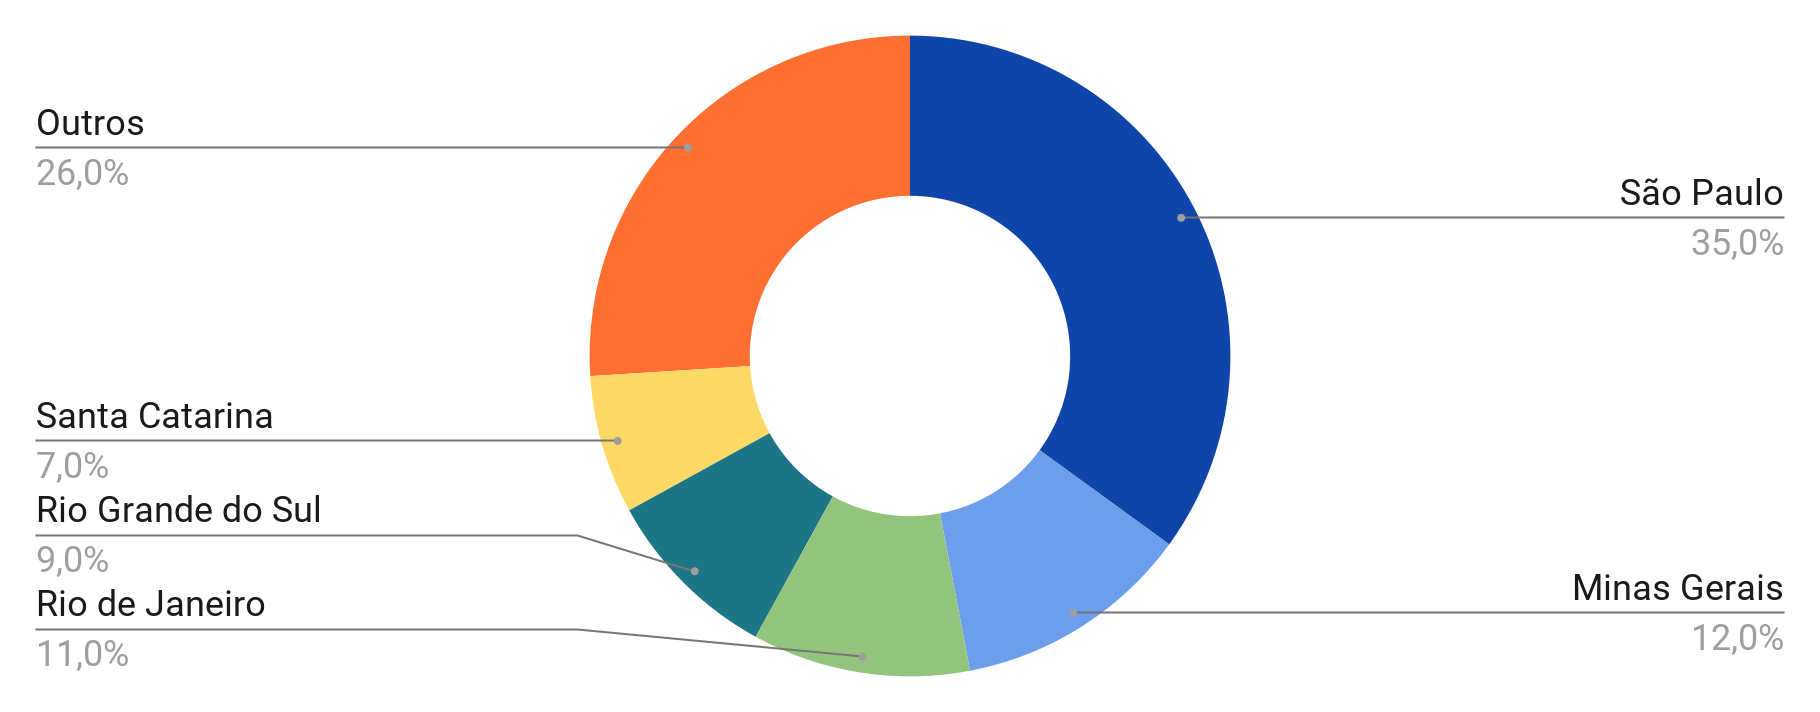 Outros
26,0%
São Paulo
35,0%
Santa Catarina
7,0%
Rio Grande do Sul
9,0%
Rio de Janeiro
11,0%
Minas Gerais
12,0%